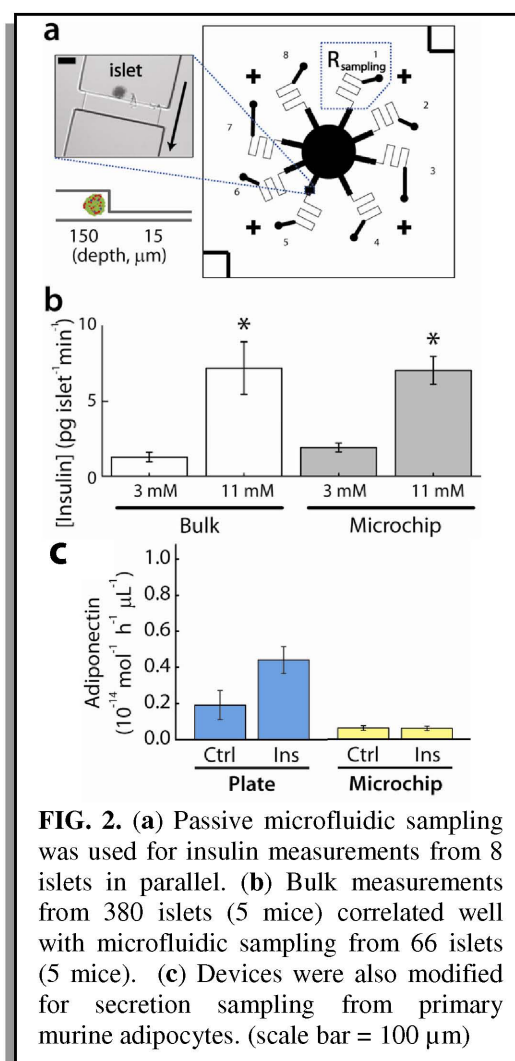 a
islet
R sampling
1
2
3
4
5
6
7
8
150 15
(depth, µm)
b
[Insulin] (pg islet⁻¹min⁻¹)
10
5
0
*
*
3 mM 11 mM 3 mM 11 mM
Bulk Microchip
c
Adiponectin
(10⁻¹⁴ mol⁻¹ h⁻¹ µL⁻¹)
1.0
0.8
0.6
0.4
0.2
0.0
Ctrl Ins Ctrl Ins
Plate Microchip
FIG. 2. (a) Passive microfluidic sampling
was used for insulin measurements from 8
islets in parallel. (b) Bulk measurements
from 380 islets (5 mice) correlated well
with microfluidic sampling from 66 islets
(5 mice). (c) Devices were also modified
for secretion sampling from primary
murine adipocytes. (scale bar = 100 µm)